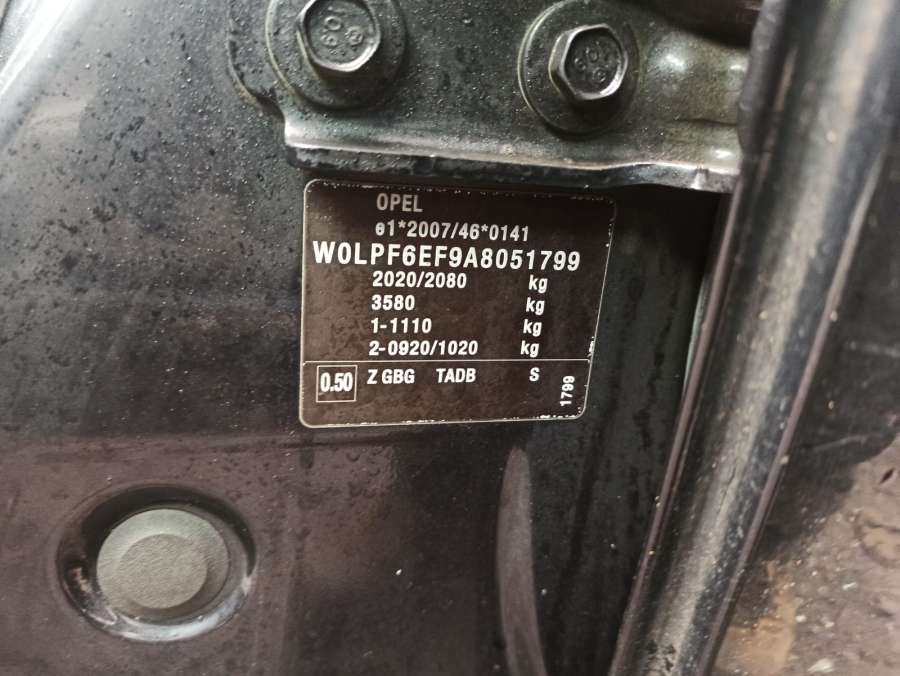 OPEL
e1*2007/46*0141
W0LPF6EF9A8051799
2020/2080 kg
3580 kg
1-1110 kg
2-0920/1020 kg
0.50 Z GBG TADB S
1799